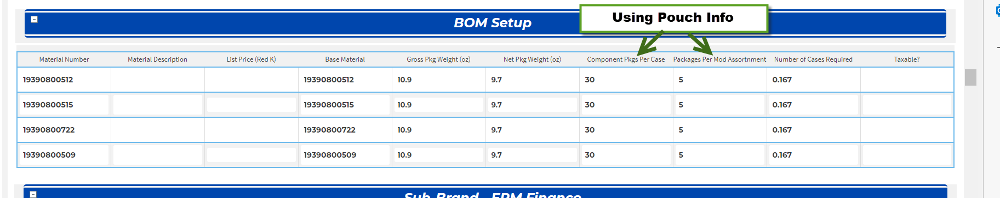 Using Pouch Info
BOM Setup
Material Number Material Description List Price (Red K) Base Material Gross Pkg Weight (oz) Net Pkg Weight (oz) Component Pkgs Per Case Packages Per Mod Assortnment Number of Cases Required Taxable?
19390800512 19390800512 10.9 9.7 30 5 0.167
19390800515 19390800515 10.9 9.7 30 5 0.167
19390800722 19390800722 10.9 9.7 30 5 0.167
19390800509 19390800509 10.9 9.7 30 5 0.167
Sub-Brand - FPM Finance